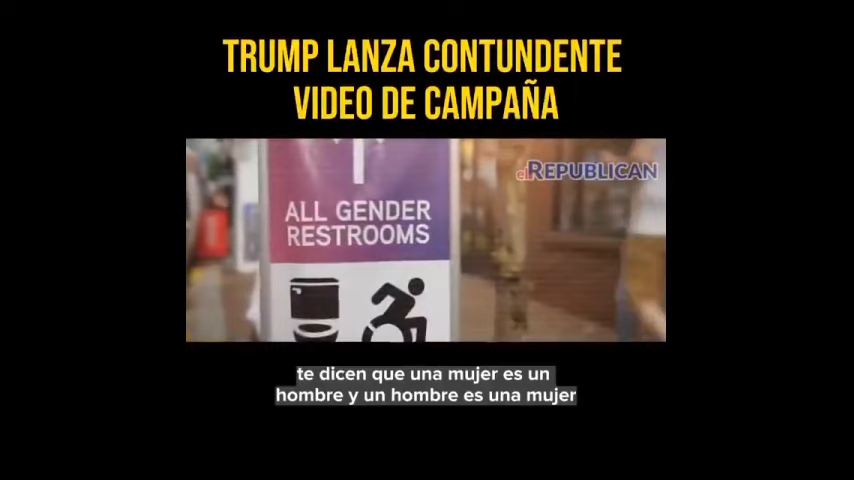 TRUMP LANZA CONTUNDENTE
VIDEO DE CAMPAÑA
elREPUBLICAN
ALL GENDER
RESTROOMS
te dicen que una mujer es un
hombre y un hombre es una mujer